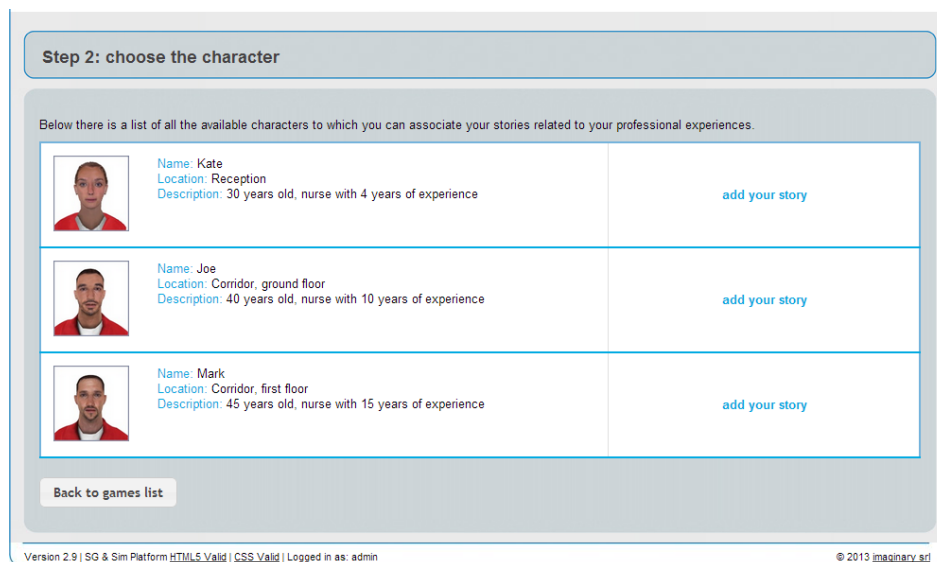 Step 2: choose the character
Below there is a list of all the available characters to which you can associate your stories related to your professional experiences.
Name: Kate
Location: Reception
Description: 30 years old, nurse with 4 years of experience
add your story
Name: Joe
Location: Corridor, ground floor
Description: 40 years old, nurse with 10 years of experience
add your story
Name: Mark
Location: Corridor, first floor
Description: 45 years old, nurse with 15 years of experience
add your story
Back to games list
Version 2.9 | SG & Sim Platform HTML5 Valid | CSS Valid | Logged in as: admin
© 2013 imaginary srl